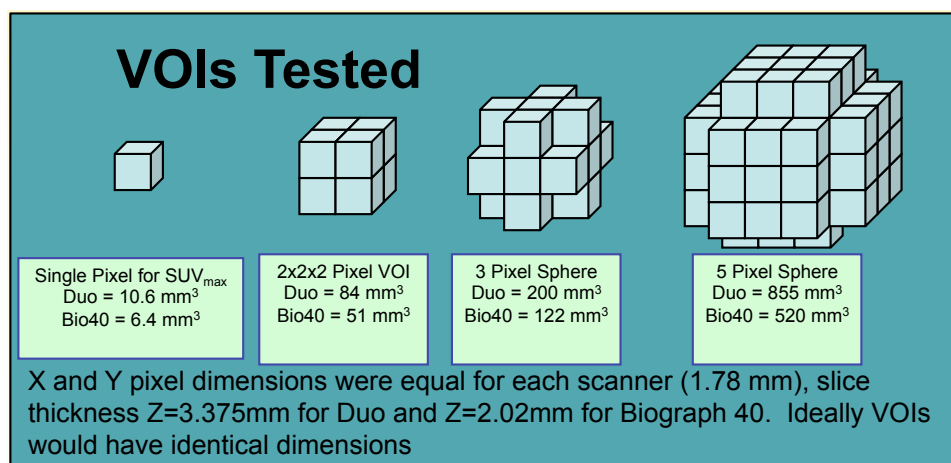 VOIs Tested
Single Pixel for SUVmax
Duo = 10.6 mm³
Bio40 = 6.4 mm³
2x2x2 Pixel VOI
Duo = 84 mm³
Bio40 = 51 mm³
3 Pixel Sphere
Duo = 200 mm³
Bio40 = 122 mm³
5 Pixel Sphere
Duo = 855 mm³
Bio40 = 520 mm³
X and Y pixel dimensions were equal for each scanner (1.78 mm), slice
thickness Z=3.375mm for Duo and Z=2.02mm for Biograph 40.  Ideally VOIs
would have identical dimensions